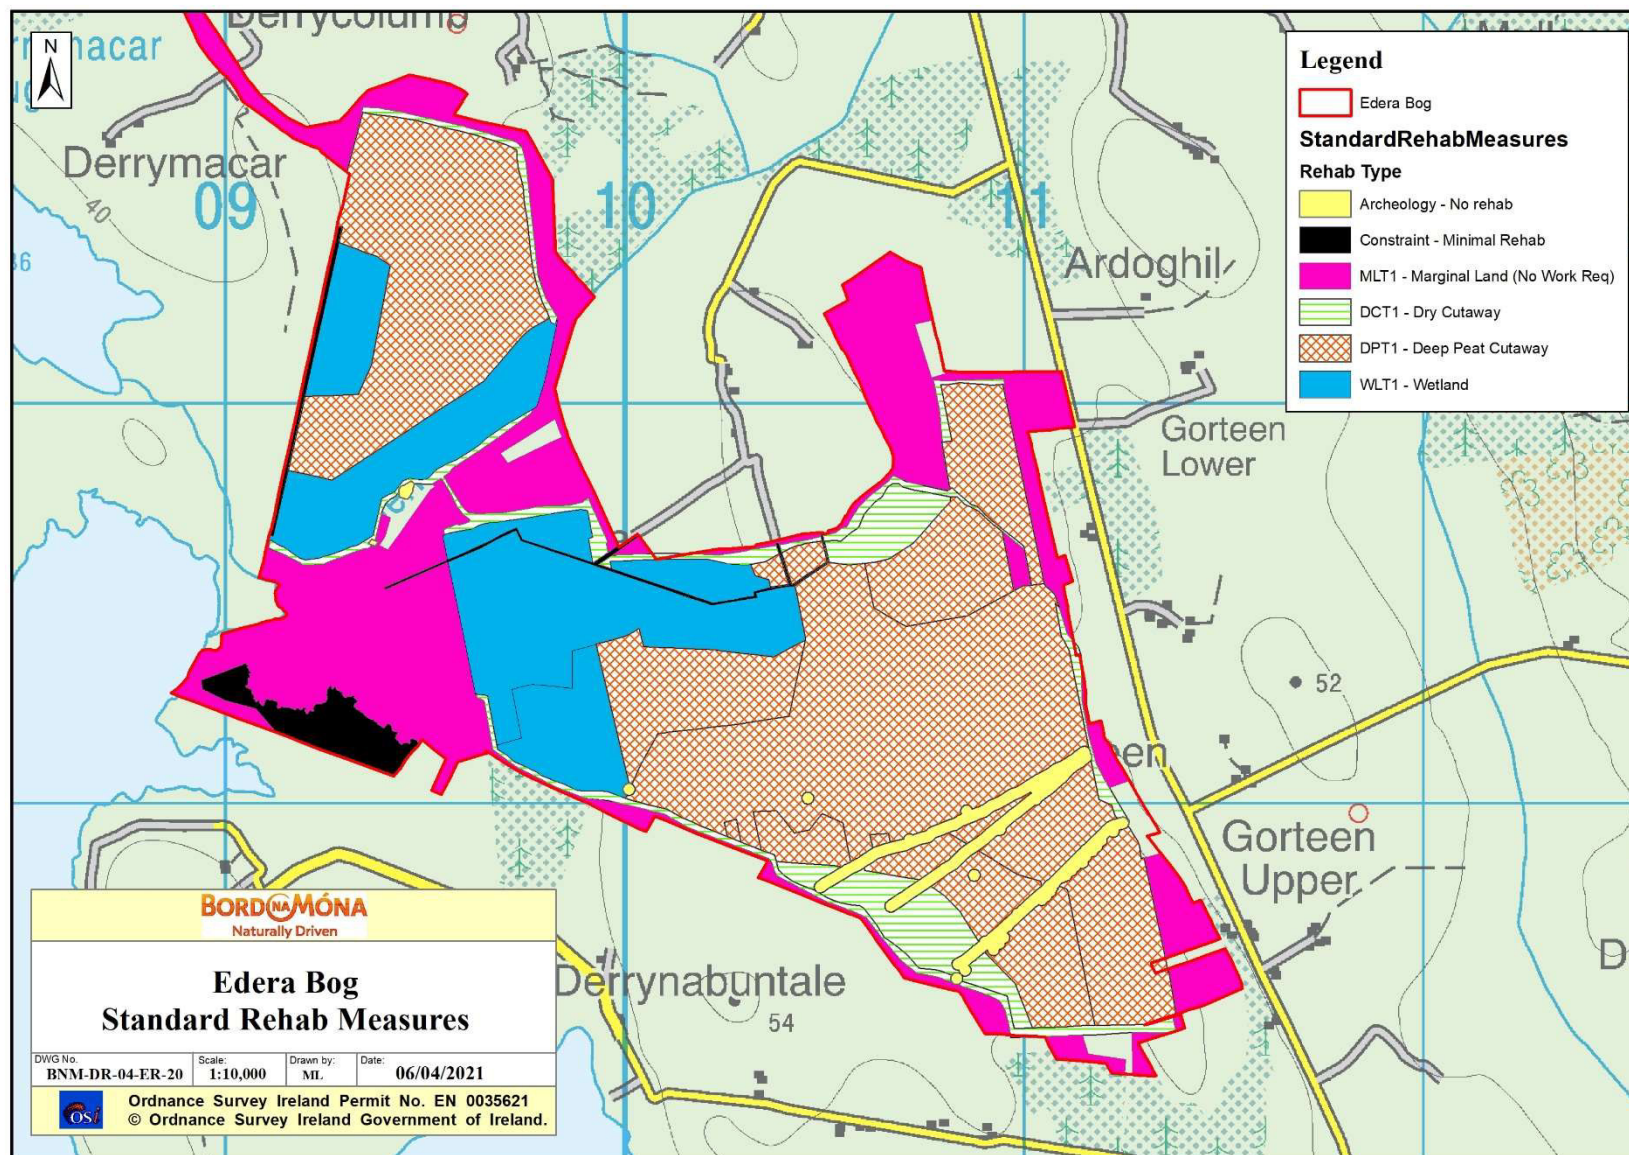 Derrycolump
N
Derrymacar
40
09
10
11
Ardoghil
Gorteen
Lower
52
Gorteen
Upper
Derrynabuntale
54
Legend
Edera Bog
StandardRehabMeasures
Rehab Type
Archeology - No rehab
Constraint - Minimal Rehab
MLT1 - Marginal Land (No Work Req)
DCT1 - Dry Cutaway
DPT1 - Deep Peat Cutaway
WLT1 - Wetland
BORD NA MÓNA
Naturally Driven
Edera Bog
Standard Rehab Measures
DWG No. Scale: Drawn by: Date:
BNM-DR-04-ER-20 1:10,000 ML 06/04/2021
OSi
Ordnance Survey Ireland Permit No. EN 0035621
© Ordnance Survey Ireland Government of Ireland.